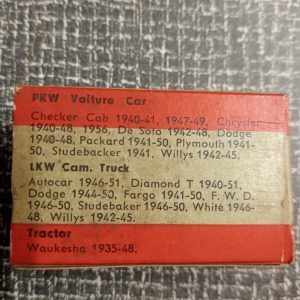 PKW Voiture Car
Checker Cab 1940-41, 1947-49, Chrysler
1940-48, 1956, De Soto 1942-48, Dodge
1940-48, Packard 1941-50, Plymouth 1941-
50, Studebacker 1941, Willys 1942-45.
LKW Cam. Truck
Autocar 1946-51, Diamond T 1940-51,
Dodge 1944-50, Fargo 1941-50, F. W. D.
1946-50, Studebaker 1946-50, White 1946-
48, Willys 1942-45.
Tractor
Waukesha 1935-48.